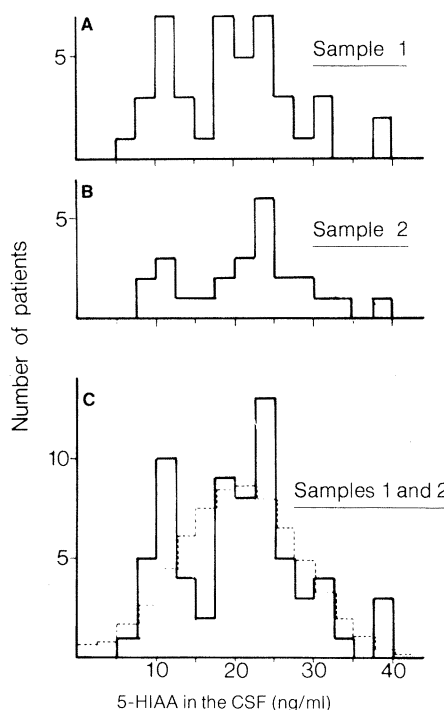 A
5
Sample 1
B
5
Sample 2
Number of patients
C
10
5
Samples 1 and 2
10 20 30 40
5-HIAA in the CSF (ng/ml)